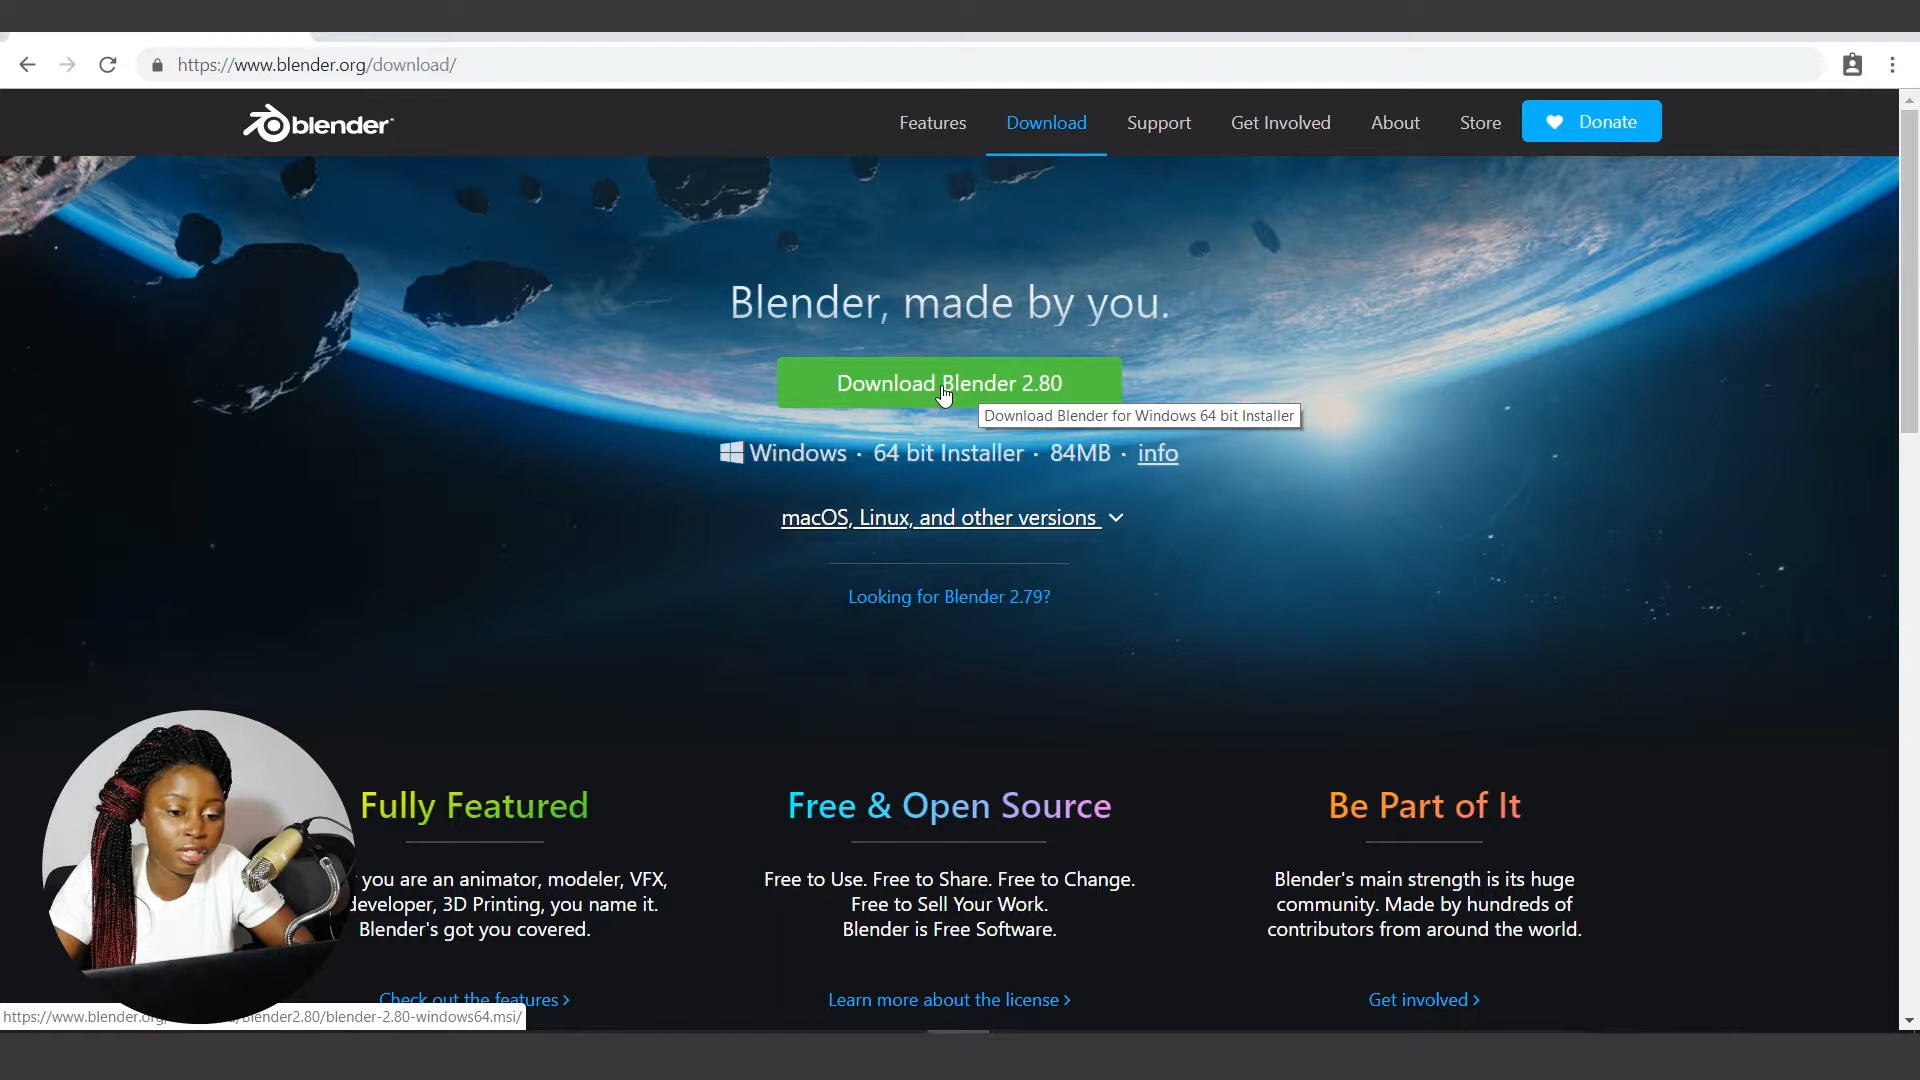 https://www.blender.org/download/
blender
Features
Download
Support
Get Involved
About
Store
Donate
Blender, made by you.
Download Blender 2.80
Download Blender for Windows 64 bit Installer
Windows · 64 bit Installer · 84MB · info
macOS, Linux, and other versions
Looking for Blender 2.79?
Fully Featured
you are an animator, modeler, VFX,
developer, 3D Printing, you name it.
Blender's got you covered.
Check out the features ›
Free & Open Source
Free to Use. Free to Share. Free to Change.
Free to Sell Your Work.
Blender is Free Software.
Learn more about the license ›
Be Part of It
Blender's main strength is its huge
community. Made by hundreds of
contributors from around the world.
Get involved ›
https://www.blender.org/ /Blender2.80/blender-2.80-windows64.msi/